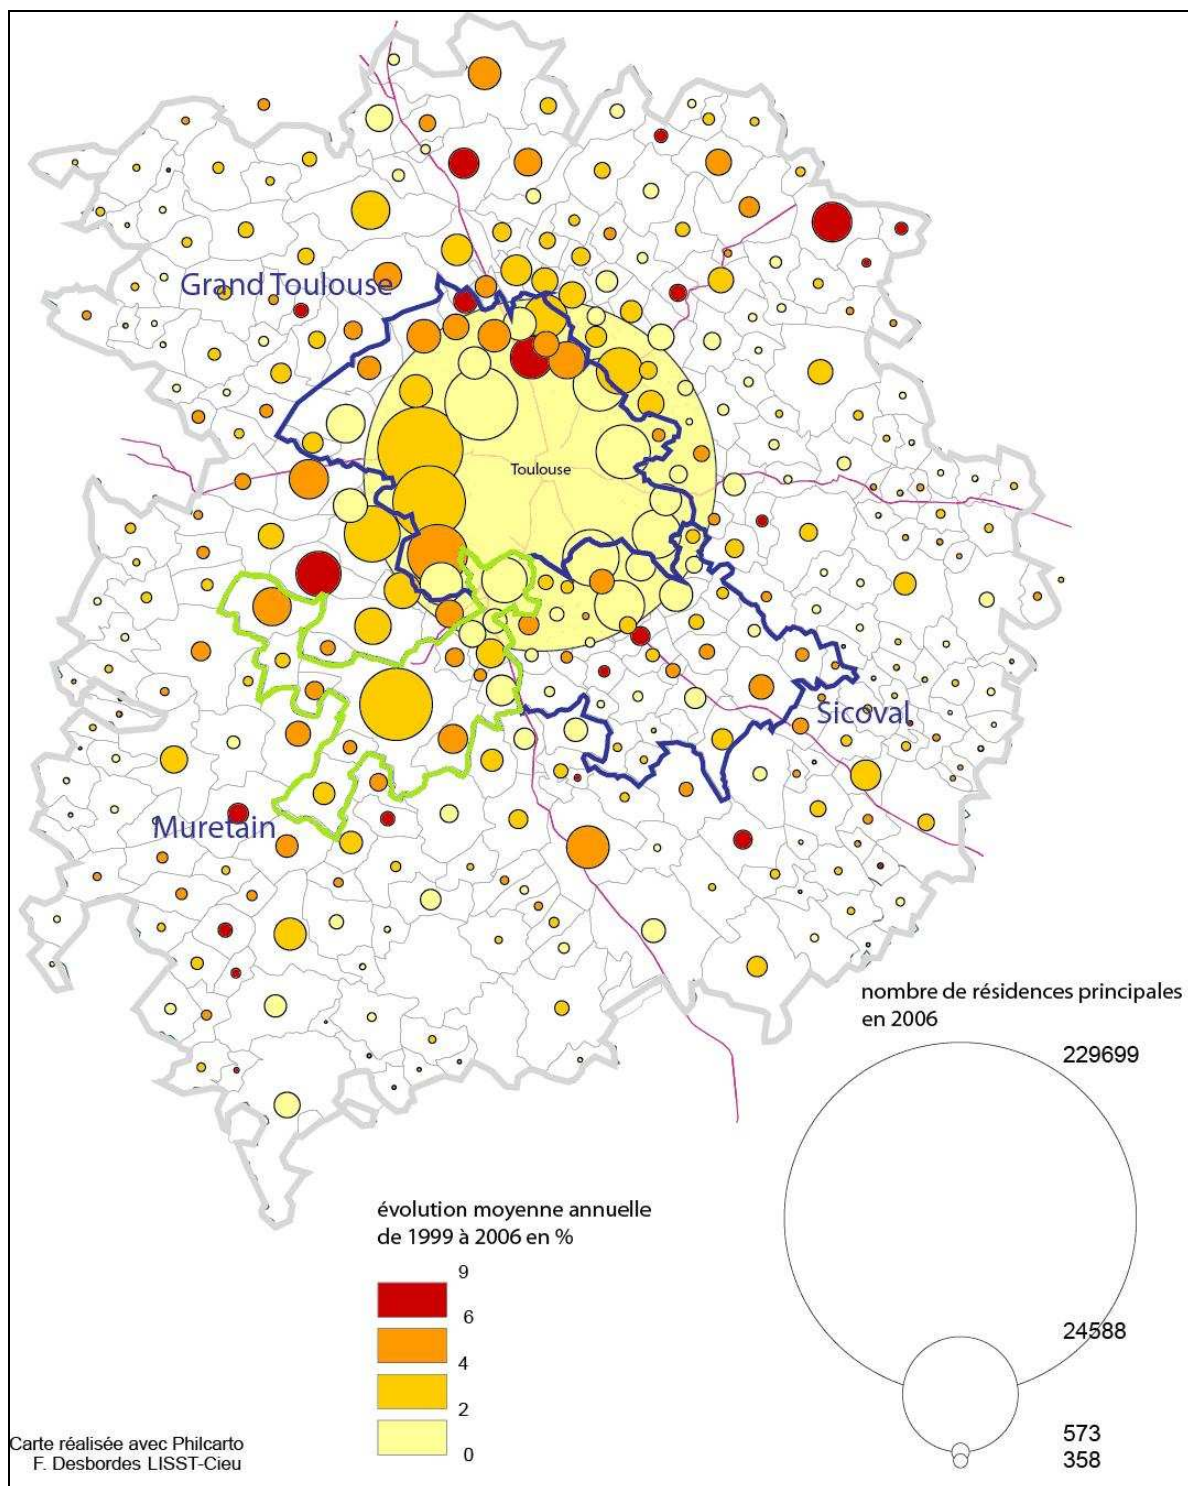 Grand Toulouse
Toulouse
Sicoval
Muretain
nombre de résidences principales
en 2006
229699
24588
573
358
évolution moyenne annuelle
de 1999 à 2006 en %
9
6
4
2
0
Carte réalisée avec Philcarto
F. Desbordes LISST-Cieu